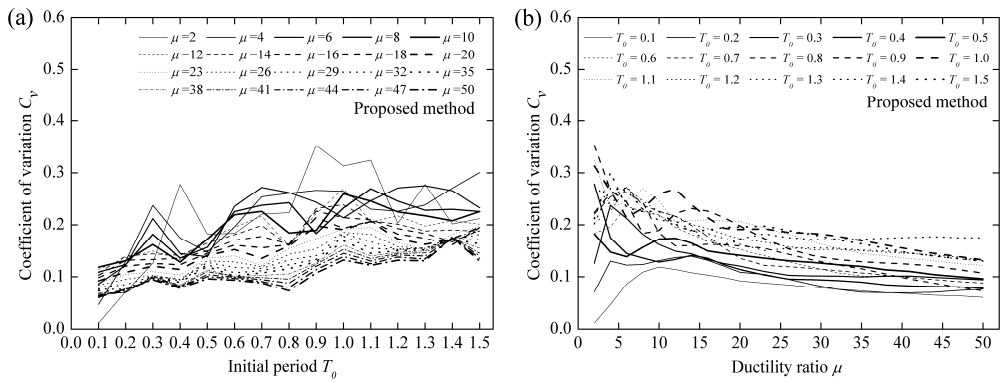 (a)
0.6
0.5
0.4
0.3
0.2
0.1
0.0
Coefficient of variation Cv
μ=2 μ=4 μ=6 μ=8 μ=10
μ=12 μ=14 μ=16 μ=18 μ=20
μ=23 μ=26 μ=29 μ=32 μ=35
μ=38 μ=41 μ=44 μ=47 μ=50
Proposed method
0.0 0.1 0.2 0.3 0.4 0.5 0.6 0.7 0.8 0.9 1.0 1.1 1.2 1.3 1.4 1.5
Initial period T0
(b)
0.6
0.5
0.4
0.3
0.2
0.1
0.0
Coefficient of variation Cv
T0 = 0.1 T0 = 0.2 T0 = 0.3 T0 = 0.4 T0 = 0.5
T0 = 0.6 T0 = 0.7 T0 = 0.8 T0 = 0.9 T0 = 1.0
T0 = 1.1 T0 = 1.2 T0 = 1.3 T0 = 1.4 T0 = 1.5
Proposed method
0 5 10 15 20 25 30 35 40 45 50
Ductility ratio μ